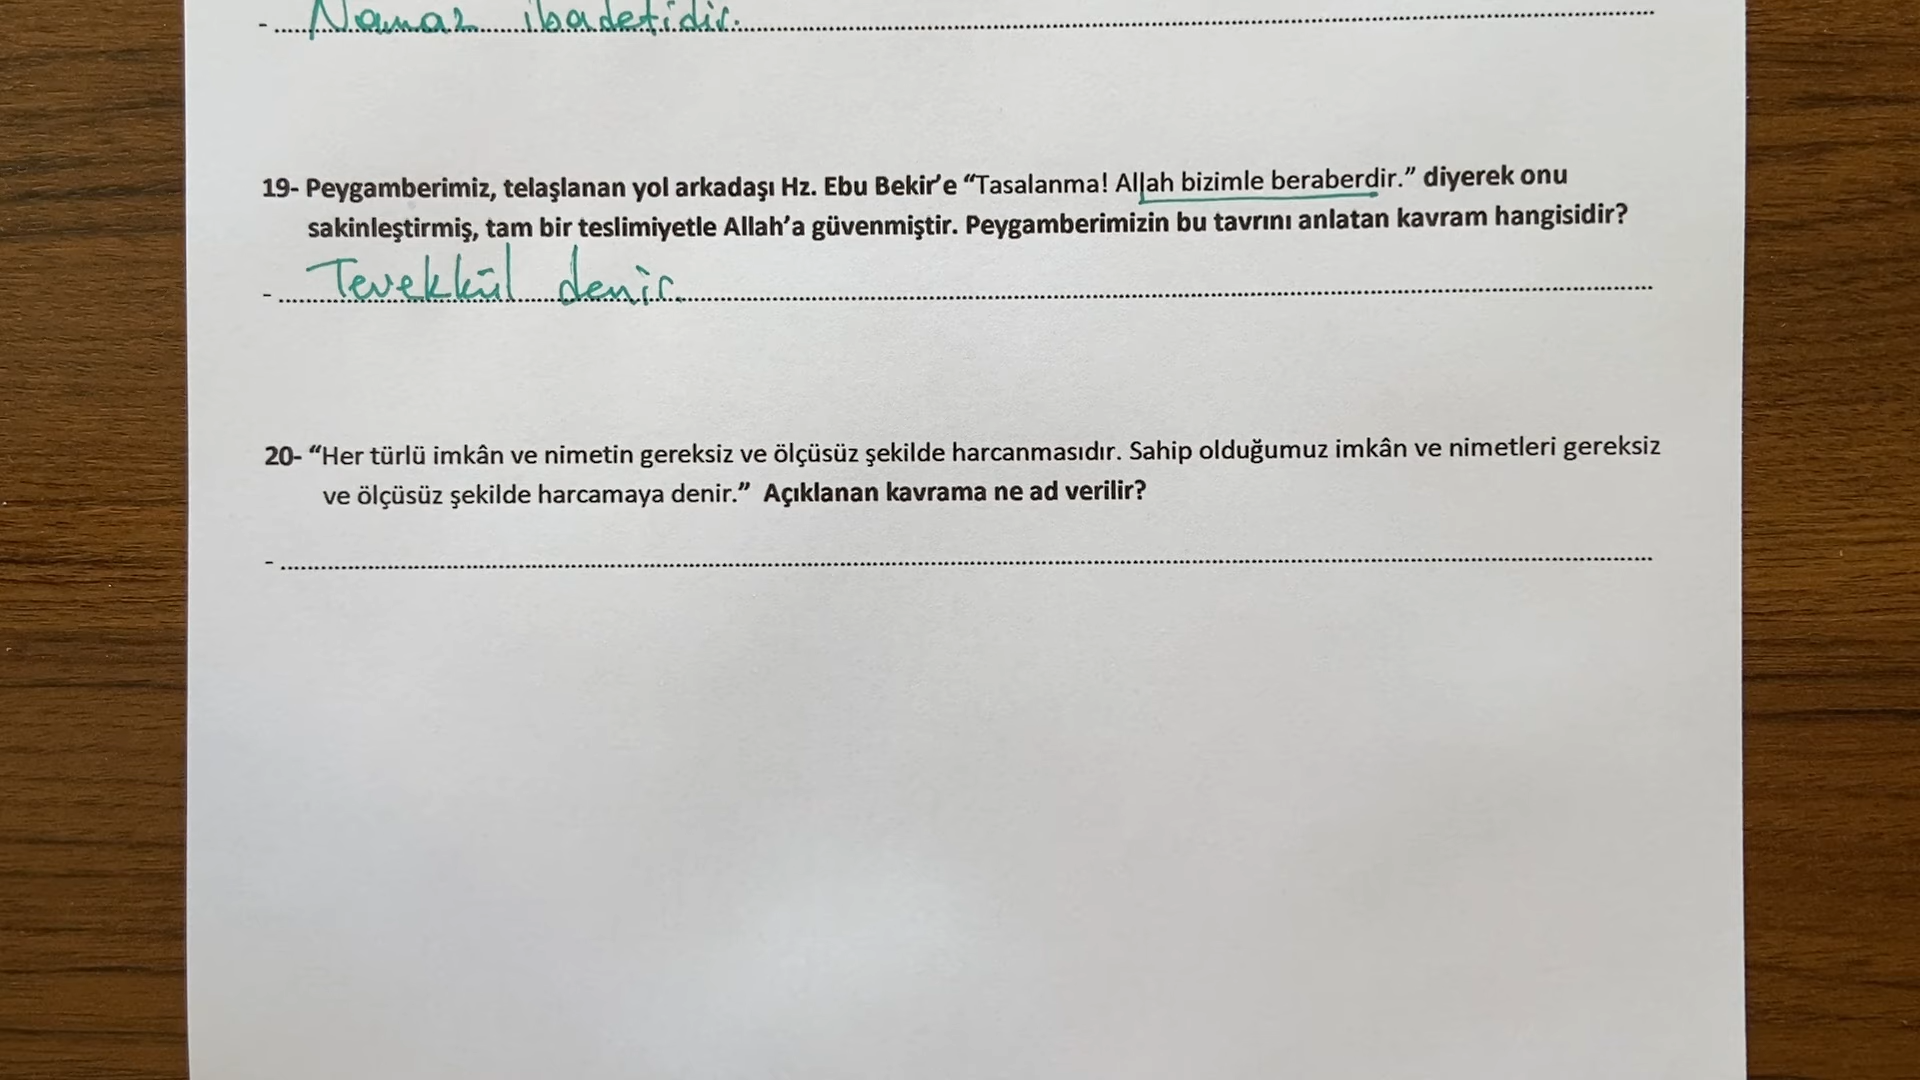 - Namaz ibadetidir.
19- Peygamberimiz, telaşlanan yol arkadaşı Hz. Ebu Bekir’e “Tasalanma! Allah bizimle beraberdir.” diyerek onu
sakinleştirmiş, tam bir teslimiyetle Allah’a güvenmiştir. Peygamberimizin bu tavrını anlatan kavram hangisidir?
- Tevekkül denir.
20- “Her türlü imkân ve nimetin gereksiz ve ölçüsüz şekilde harcanmasıdır. Sahip olduğumuz imkân ve nimetleri gereksiz
ve ölçüsüz şekilde harcamaya denir.” Açıklanan kavrama ne ad verilir?
-